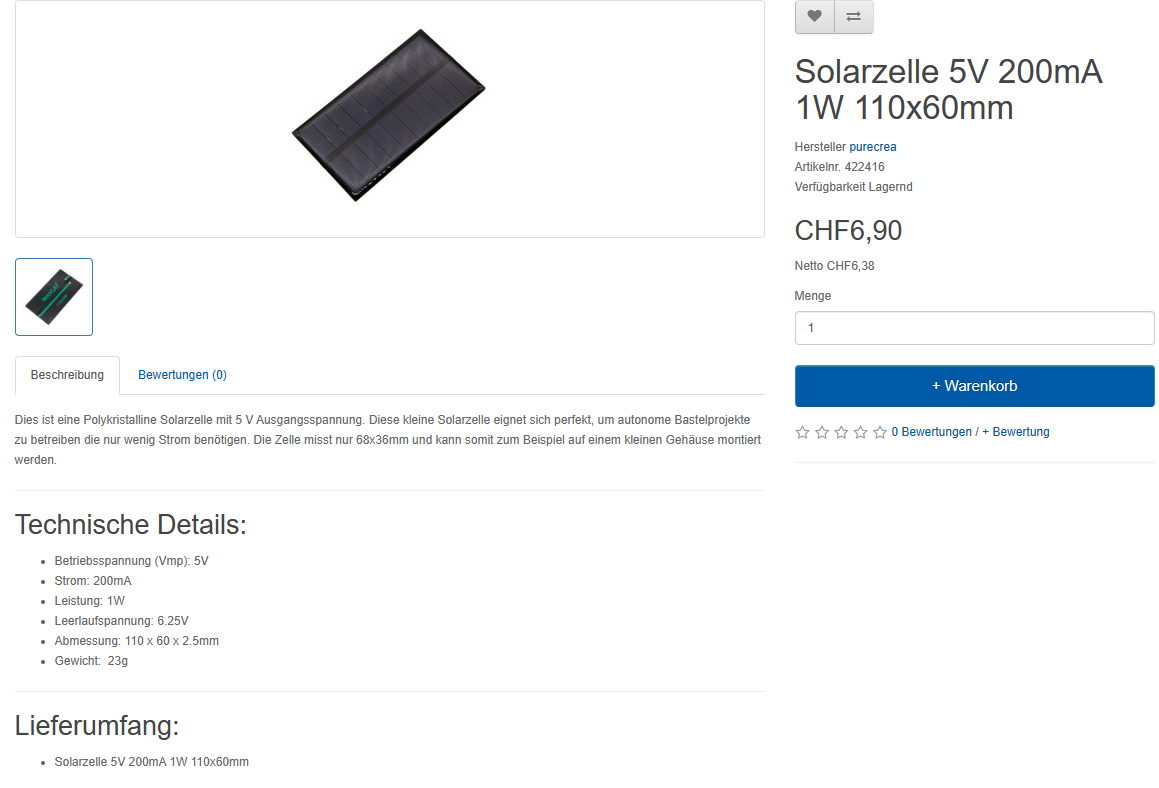 Solarzelle 5V 200mA
1W 110x60mm
Hersteller purecrea
Artikelnr. 422416
Verfügbarkeit Lagernd
CHF6,90
Netto CHF6,38
Menge
1
+ Warenkorb
0 Bewertungen / + Bewertung
Beschreibung
Bewertungen (0)
Dies ist eine Polykristalline Solarzelle mit 5 V Ausgangsspannung. Diese kleine Solarzelle eignet sich perfekt, um autonome Bastelprojekte
zu betreiben die nur wenig Strom benötigen. Die Zelle misst nur 68x36mm und kann somit zum Beispiel auf einem kleinen Gehäuse montiert
werden.
Technische Details:
Betriebsspannung (Vmp): 5V
Strom: 200mA
Leistung: 1W
Leerlaufspannung: 6.25V
Abmessung: 110 x 60 x 2.5mm
Gewicht: 23g
Lieferumfang:
Solarzelle 5V 200mA 1W 110x60mm